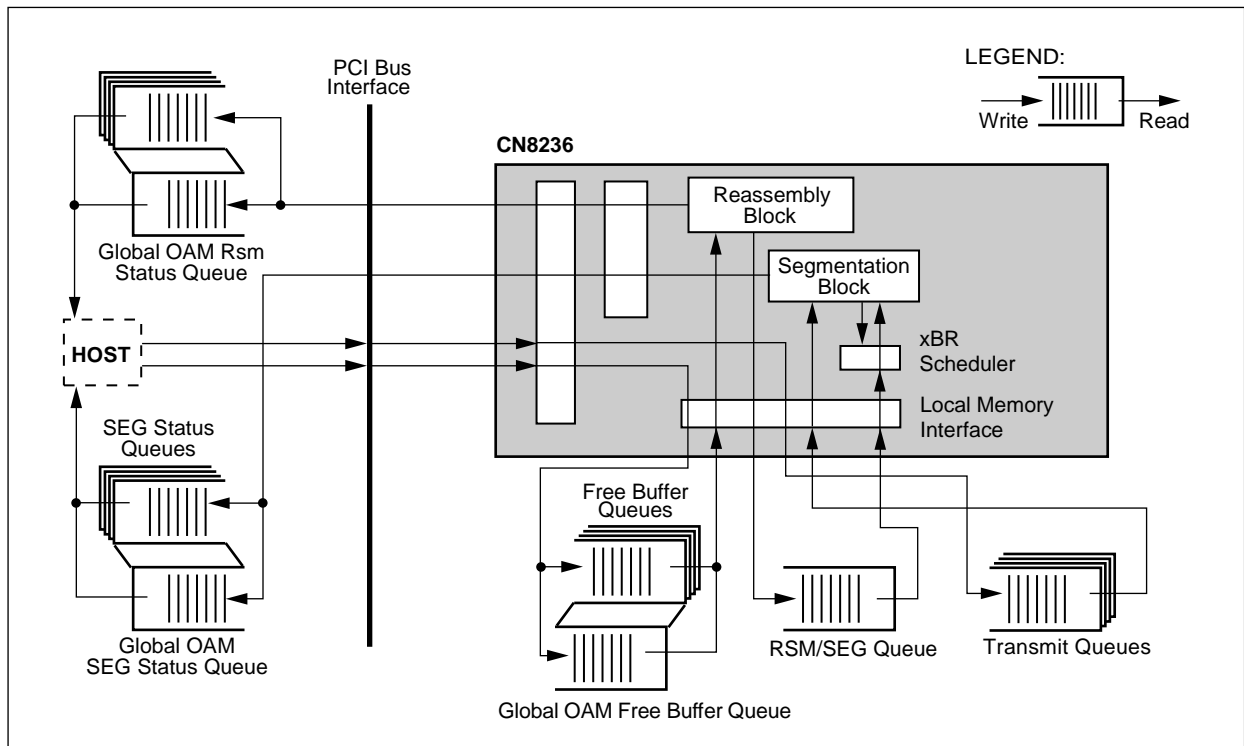 PCI Bus
Interface
LEGEND:
Write
Read
CN8236
Reassembly
Block
Global OAM Rsm
Status Queue
Segmentation
Block
HOST
xBR
Scheduler
SEG Status
Queues
Local Memory
Interface
Free Buffer
Queues
Global OAM
SEG Status Queue
RSM/SEG Queue
Transmit Queues
Global OAM Free Buffer Queue